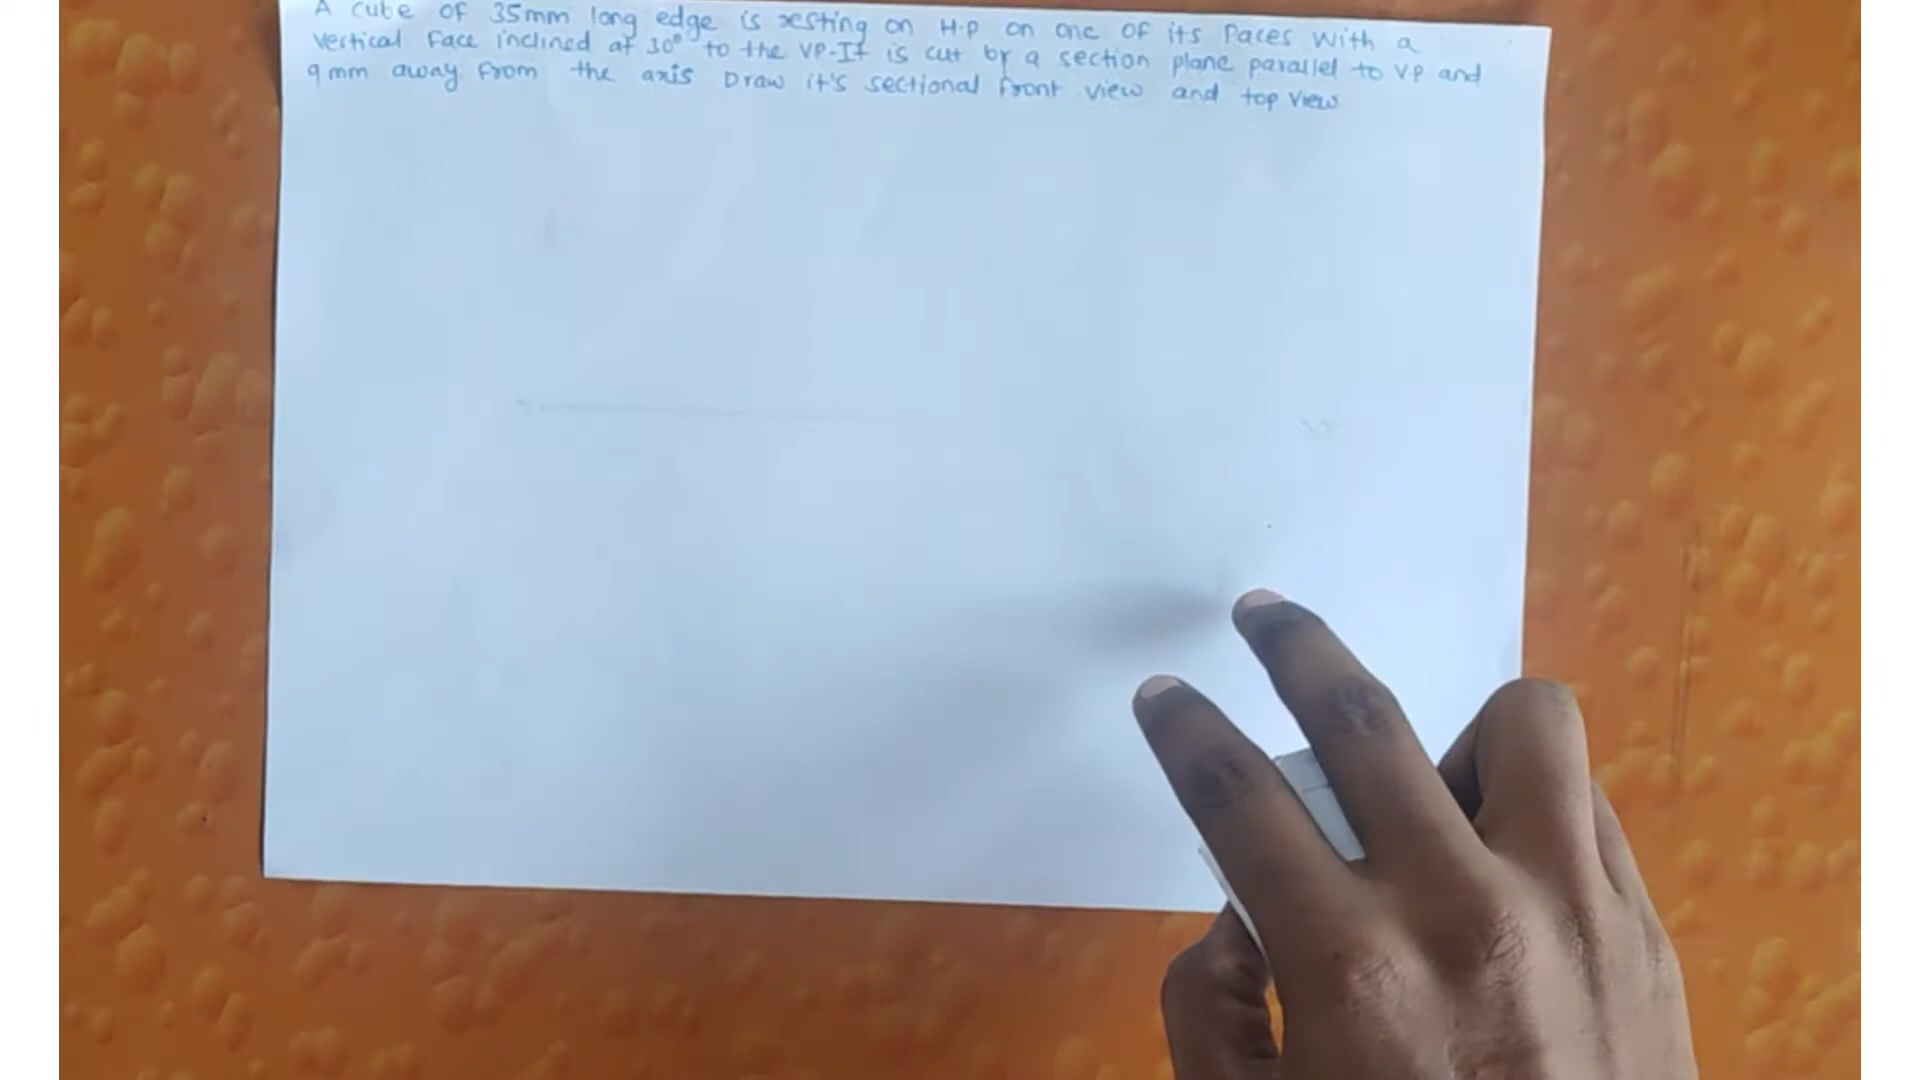 A cube of 35mm long edge is resting on H.P on one of its Paces with a
vertical Face inclined at 30° to the VP-It is cut by a section plane parallel to V.P and
9mm away from the axis Draw it's sectional front view and top view